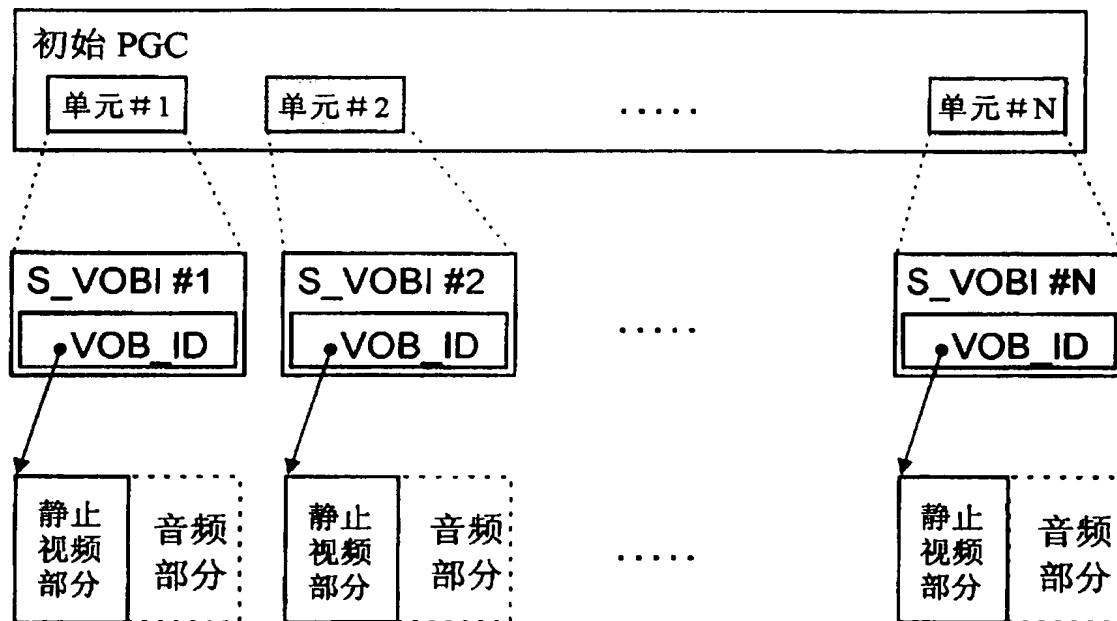 初始 PGC
单元#1
单元#2
.....
单元#N
S_VOBI #1
S_VOBI #2
S_VOBI #N
VOB_ID
VOB_ID
.....
VOB_ID
静止
视频
部分
音频
部分
静止
视频
部分
音频
部分
.....
静止
视频
部分
音频
部分